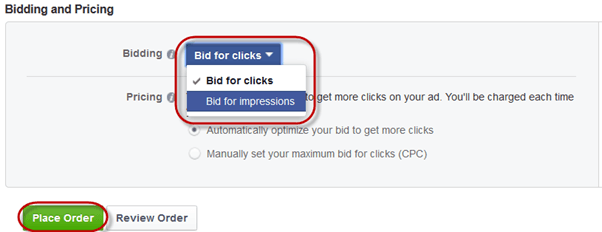 Bidding and Pricing
Bidding i Bid for clicks
Bid for clicks
Bid for impressions
Pricing i to get more clicks on your ad. You'll be charged each time
Automatically optimize your bid to get more clicks
Manually set your maximum bid for clicks (CPC)
Place Order Review Order